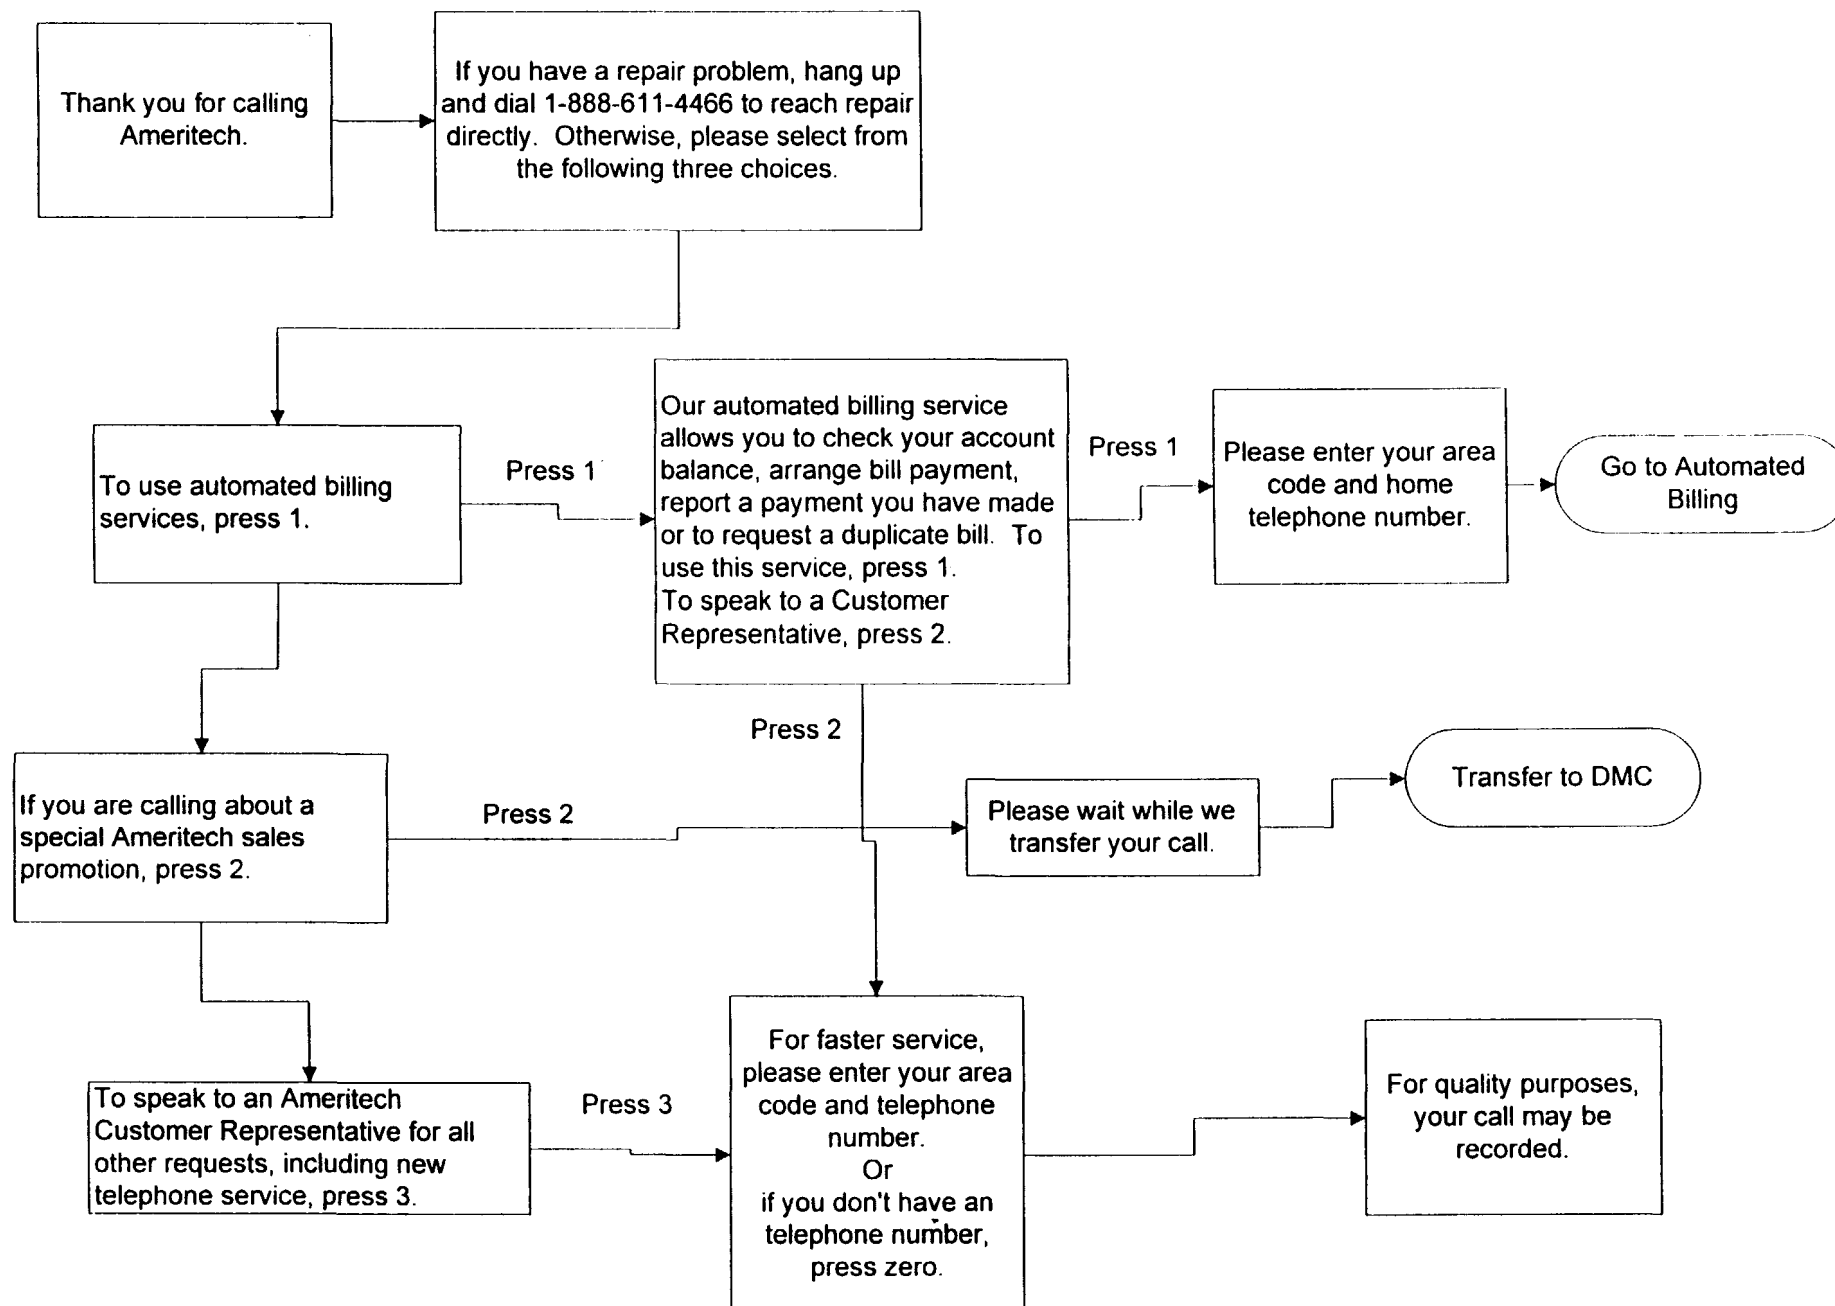 Thank you for calling
Ameritech.
If you have a repair problem, hang up
and dial 1-888-611-4466 to reach repair
directly.  Otherwise, please select from
the following three choices.
To use automated billing
services, press 1.
Press 1
Our automated billing service
allows you to check your account
balance, arrange bill payment,
report a payment you have made
or to request a duplicate bill.  To
use this service, press 1.
To speak to a Customer
Representative, press 2.
Press 1
Please enter your area
code and home
telephone number.
Go to Automated
Billing
Press 2
If you are calling about a
special Ameritech sales
promotion, press 2.
Press 2
Please wait while we
transfer your call.
Transfer to DMC
To speak to an Ameritech
Customer Representative for all
other requests, including new
telephone service, press 3.
Press 3
For faster service,
please enter your area
code and telephone
number.
Or
if you don't have an
telephone number,
press zero.
For quality purposes,
your call may be
recorded.